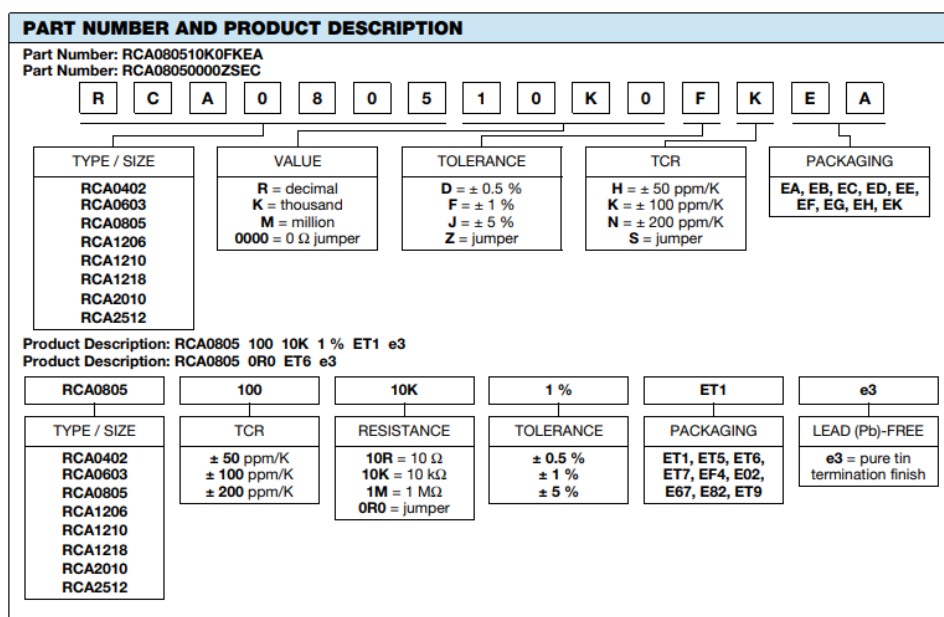 PART NUMBER AND PRODUCT DESCRIPTION
Part Number: RCA080510K0FKEA
Part Number: RCA08050000ZSEC
R C A 0 8 0 5 1 0 K 0 F K E A
TYPE / SIZE
RCA0402
RCA0603
RCA0805
RCA1206
RCA1210
RCA1218
RCA2010
RCA2512
VALUE
R = decimal
K = thousand
M = million
0000 = 0 Ω jumper
TOLERANCE
D = ± 0.5 %
F = ± 1 %
J = ± 5 %
Z = jumper
TCR
H = ± 50 ppm/K
K = ± 100 ppm/K
N = ± 200 ppm/K
S = jumper
PACKAGING
EA, EB, EC, ED, EE,
EF, EG, EH, EK
Product Description: RCA0805 100 10K 1 % ET1 e3
Product Description: RCA0805 0R0 ET6 e3
RCA0805
TYPE / SIZE
RCA0402
RCA0603
RCA0805
RCA1206
RCA1210
RCA1218
RCA2010
RCA2512
100
TCR
± 50 ppm/K
± 100 ppm/K
± 200 ppm/K
10K
RESISTANCE
10R = 10 Ω
10K = 10 kΩ
1M = 1 MΩ
0R0 = jumper
1 %
TOLERANCE
± 0.5 %
± 1 %
± 5 %
ET1
PACKAGING
ET1, ET5, ET6,
ET7, EF4, E02,
E67, E82, ET9
e3
LEAD (Pb)-FREE
e3 = pure tin
termination finish